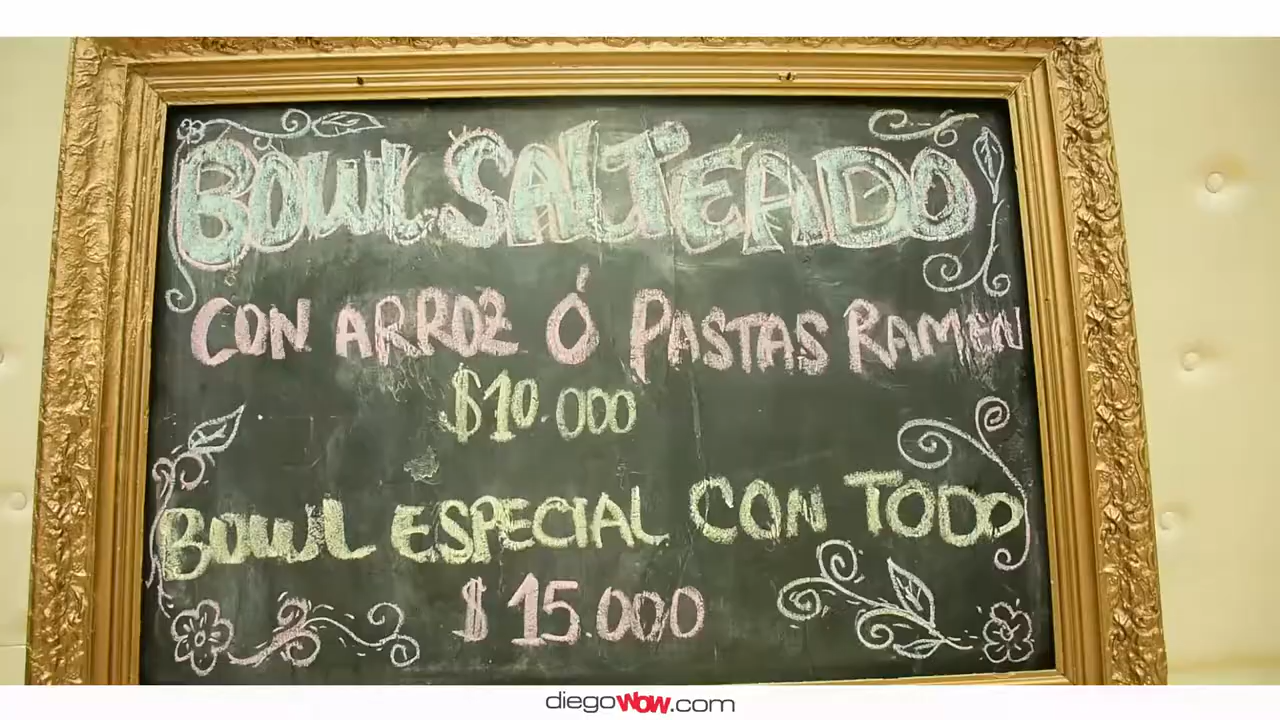 BOWL SALTEADO
CON ARROZ Ó PASTAS RAMEN
$10.000
BOWL ESPECIAL CON TODO
$15.000
diegoWOW.com